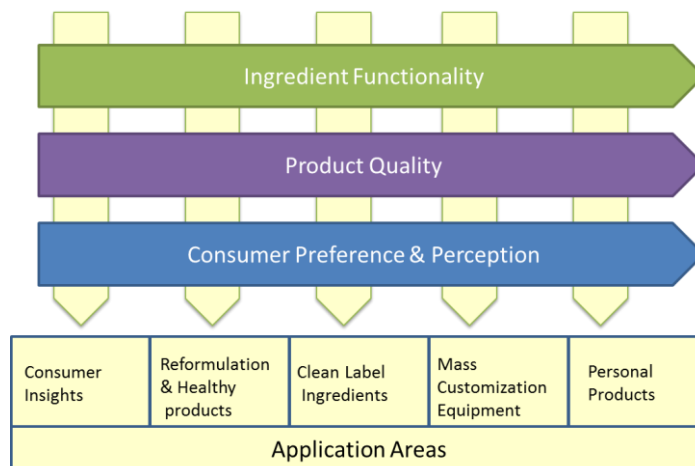 Ingredient Functionality
Product Quality
Consumer Preference & Perception
Consumer
Insights
Reformulation
& Healthy
products
Clean Label
Ingredients
Mass
Customization
Equipment
Personal
Products
Application Areas